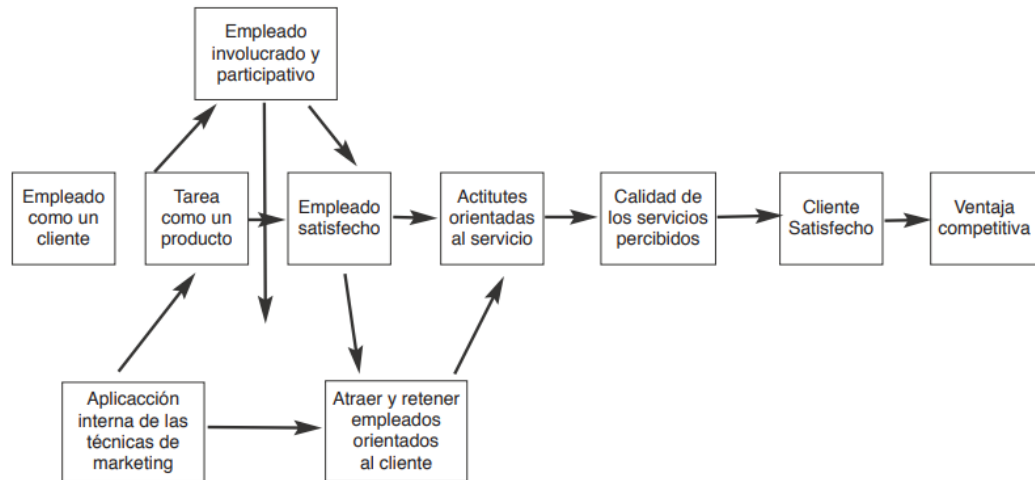 Empleado
involucrado y
participativo
Empleado
como un
cliente
Tarea
como un
producto
Empleado
satisfecho
Actitutes
orientadas
al servicio
Calidad de
los servicios
percibidos
Cliente
Satisfecho
Ventaja
competitiva
Aplicacción
interna de las
técnicas de
marketing
Atraer y retener
empleados
orientados
al cliente